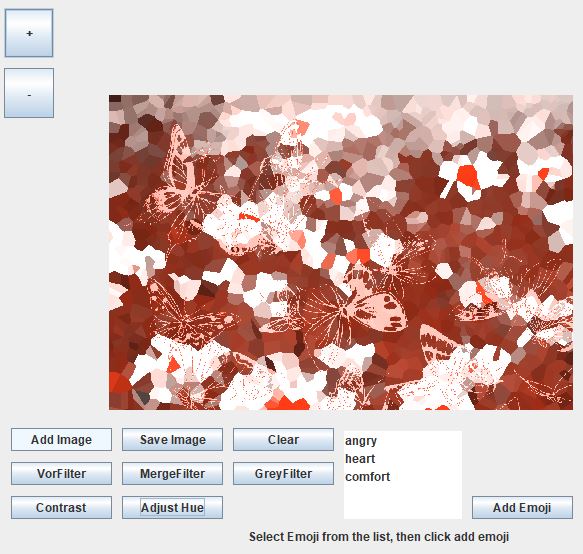 +
-
Add Image Save Image Clear
angry
heart
comfort
VorFilter MergeFilter GreyFilter
Contrast Adjust Hue Add Emoji
Select Emoji from the list, then click add emoji